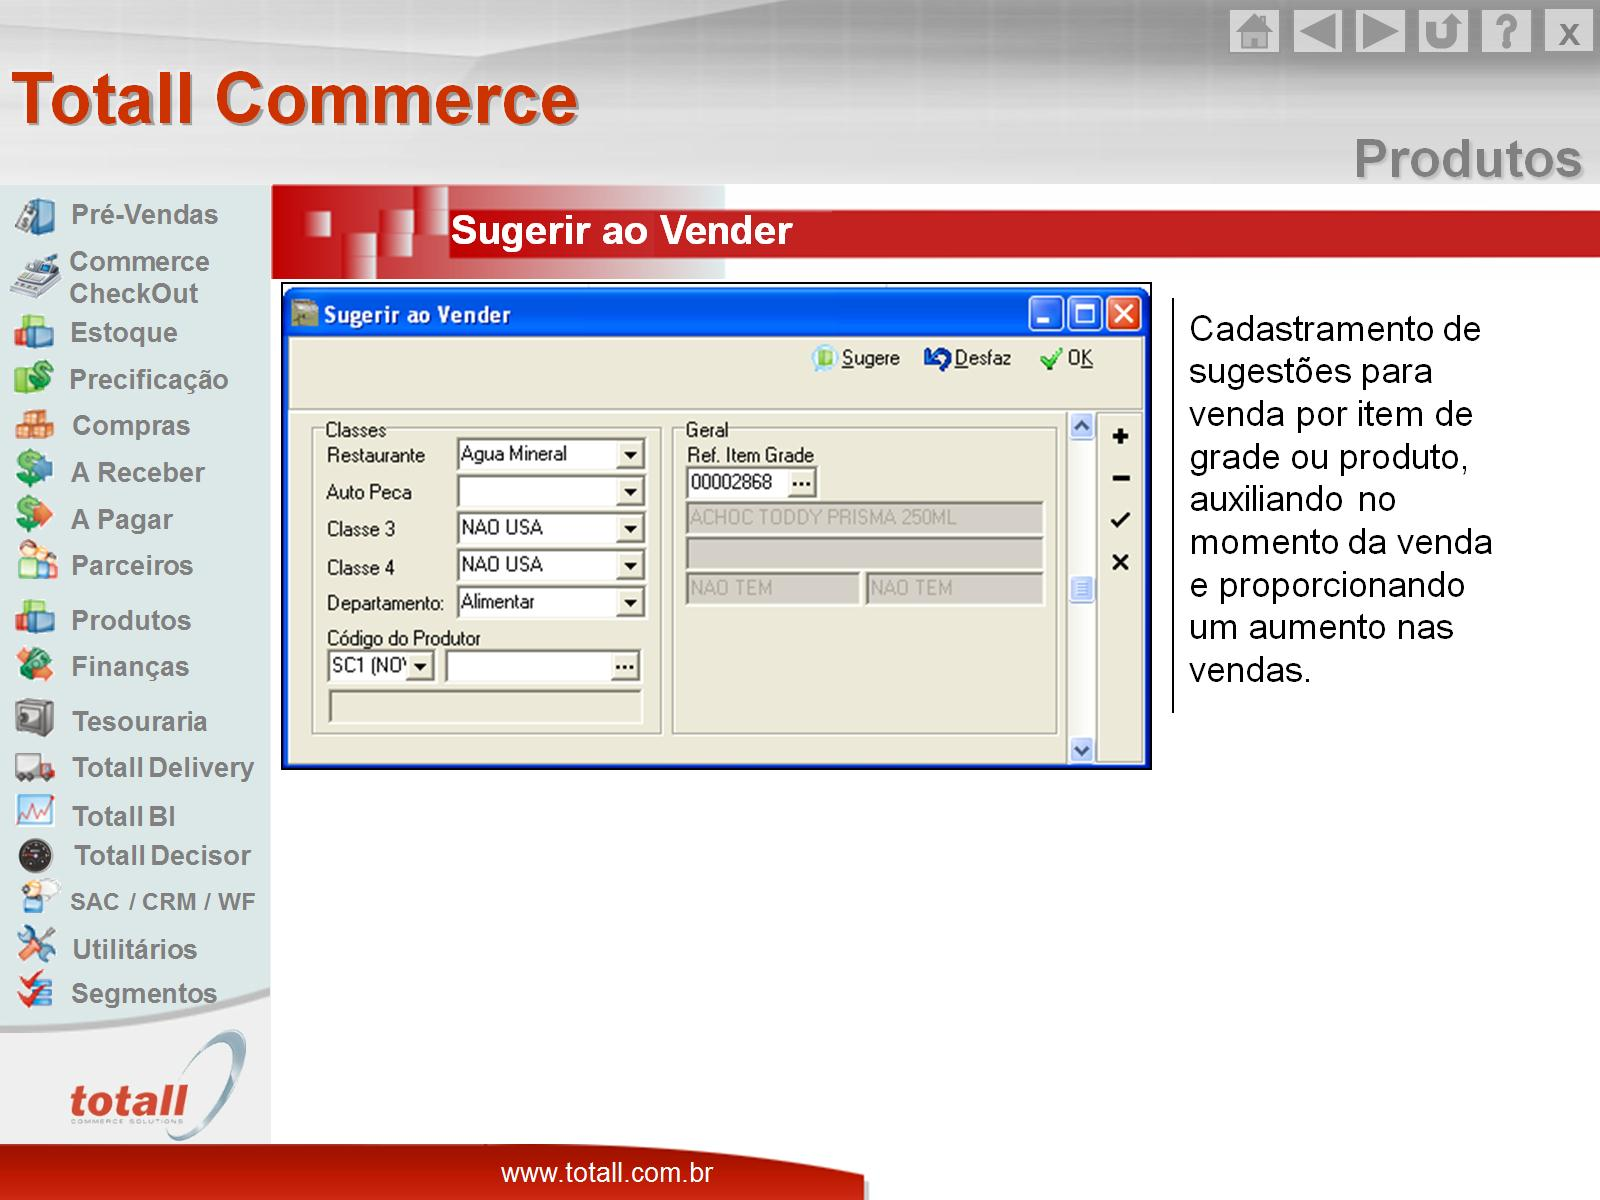 ? x
Totall Commerce
Produtos
Pré-Vendas
Commerce
CheckOut
Estoque
Precificação
Compras
A Receber
A Pagar
Parceiros
Produtos
Finanças
Tesouraria
Totall Delivery
Totall BI
Totall Decisor
SAC / CRM / WF
Utilitários
Segmentos
totall
COMMERCE SOLUTIONS
Sugerir ao Vender
Sugerir ao Vender
Sugere Desfaz OK
Classes
Restaurante Agua Mineral
Auto Peca
Classe 3 NAO USA
Classe 4 NAO USA
Departamento: Alimentar
Código do Produtor
SC1 (NO' ...
Geral
Ref. Item Grade
00002868 ...
ACHOC TODDY PRISMA 250ML
NAO TEM NAO TEM
Cadastramento de
sugestões para
venda por item de
grade ou produto,
auxiliando no
momento da venda
e proporcionando
um aumento nas
vendas.
www.totall.com.br